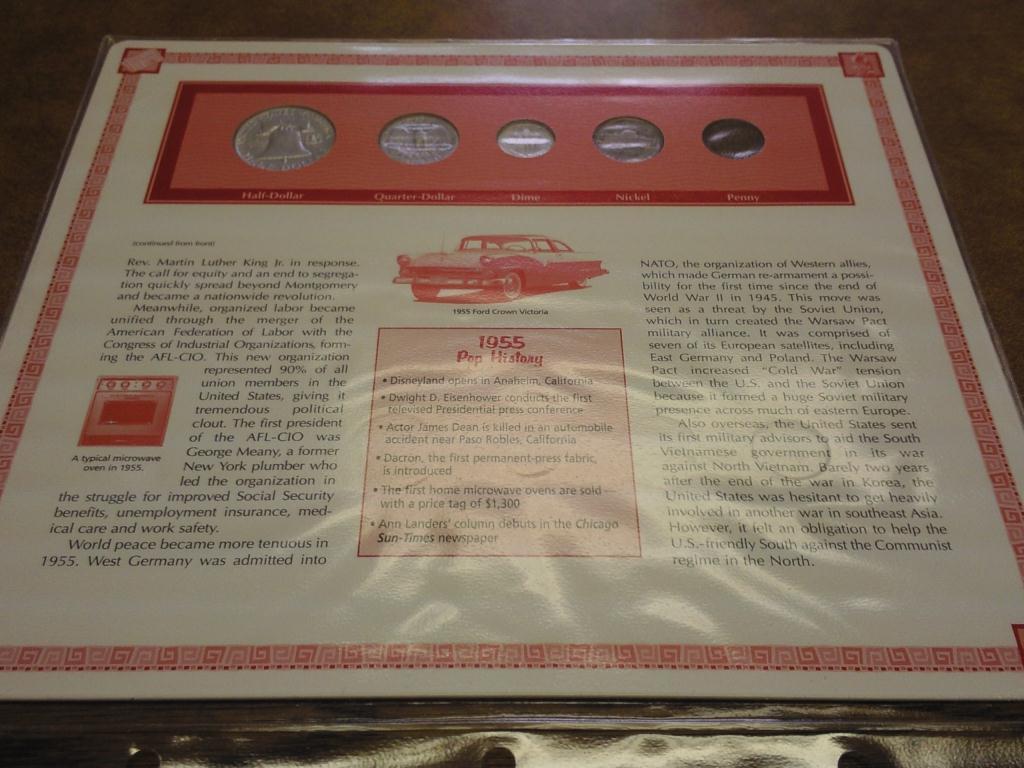 Half-Dollar
Quarter-Dollar
Dime
Nickel
Penny
(continued from front)
Rev. Martin Luther King Jr. in response.
The call for equity and an end to segrega-
tion quickly spread beyond Montgomery
and became a nationwide revolution.
Meanwhile, organized labor became
unified through the merger of the
American Federation of Labor with the
Congress of Industrial Organizations, form-
ing the AFL-CIO. This new organization
represented 90% of all
union members in the
United States, giving it
tremendous political
clout. The first president
of the AFL-CIO was
George Meany, a former
New York plumber who
led the organization in
the struggle for improved Social Security
benefits, unemployment insurance, med-
ical care and work safety.
World peace became more tenuous in
1955. West Germany was admitted into
A typical microwave
oven in 1955.
1955 Ford Crown Victoria
1955
Pop History
• Disneyland opens in Anaheim, California
• Dwight D. Eisenhower conducts the first
televised Presidential press conference
• Actor James Dean is killed in an automobile
accident near Paso Robles, California
• Dacron, the first permanent-press fabric,
is introduced
• The first home microwave ovens are sold
with a price tag of $1,300
• Ann Landers' column debuts in the Chicago
Sun-Times newspaper
NATO, the organization of Western allies,
which made German re-armament a possi-
bility for the first time since the end of
World War II in 1945. This move was
seen as a threat by the Soviet Union,
which in turn created the Warsaw Pact
military alliance. It was comprised of
seven of its European satellites, including
East Germany and Poland. The Warsaw
Pact increased "Cold War" tension
between the U.S. and the Soviet Union
because it formed a huge Soviet military
presence across much of eastern Europe.
Also overseas, the United States sent
its first military advisors to aid the South
Vietnamese government in its war
against North Vietnam. Barely two years
after the end of the war in Korea, the
United States was hesitant to get heavily
involved in another war in southeast Asia.
However, it felt an obligation to help the
U.S.-friendly South against the Communist
regime in the North.